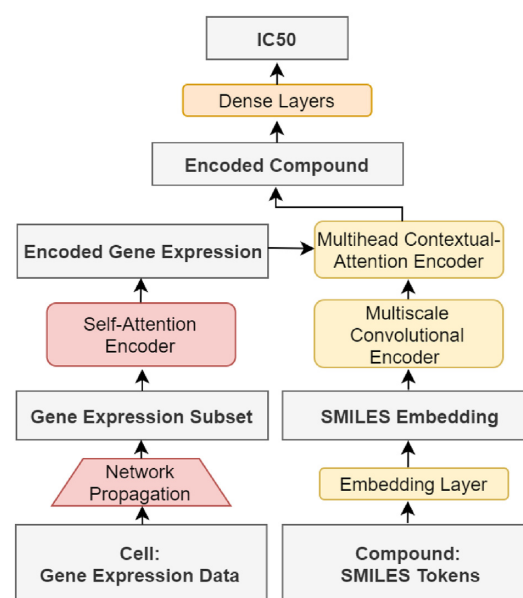 IC50
Dense Layers
Encoded Compound
Encoded Gene Expression
Multihead Contextual-
Attention Encoder
Self-Attention
Encoder
Multiscale
Convolutional
Encoder
Gene Expression Subset
SMILES Embedding
Network
Propagation
Embedding Layer
Cell:
Gene Expression Data
Compound:
SMILES Tokens